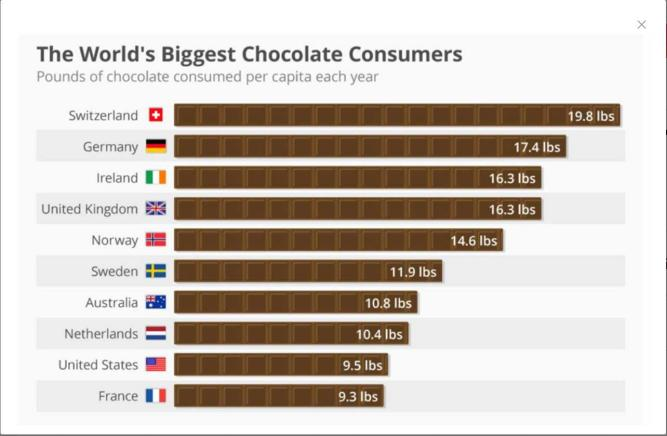 The World's Biggest Chocolate Consumers
Pounds of chocolate consumed per capita each year
Switzerland 19.8 lbs
Germany 17.4 lbs
Ireland 16.3 lbs
United Kingdom 16.3 lbs
Norway 14.6 lbs
Sweden 11.9 lbs
Australia 10.8 lbs
Netherlands 10.4 lbs
United States 9.5 lbs
France 9.3 lbs